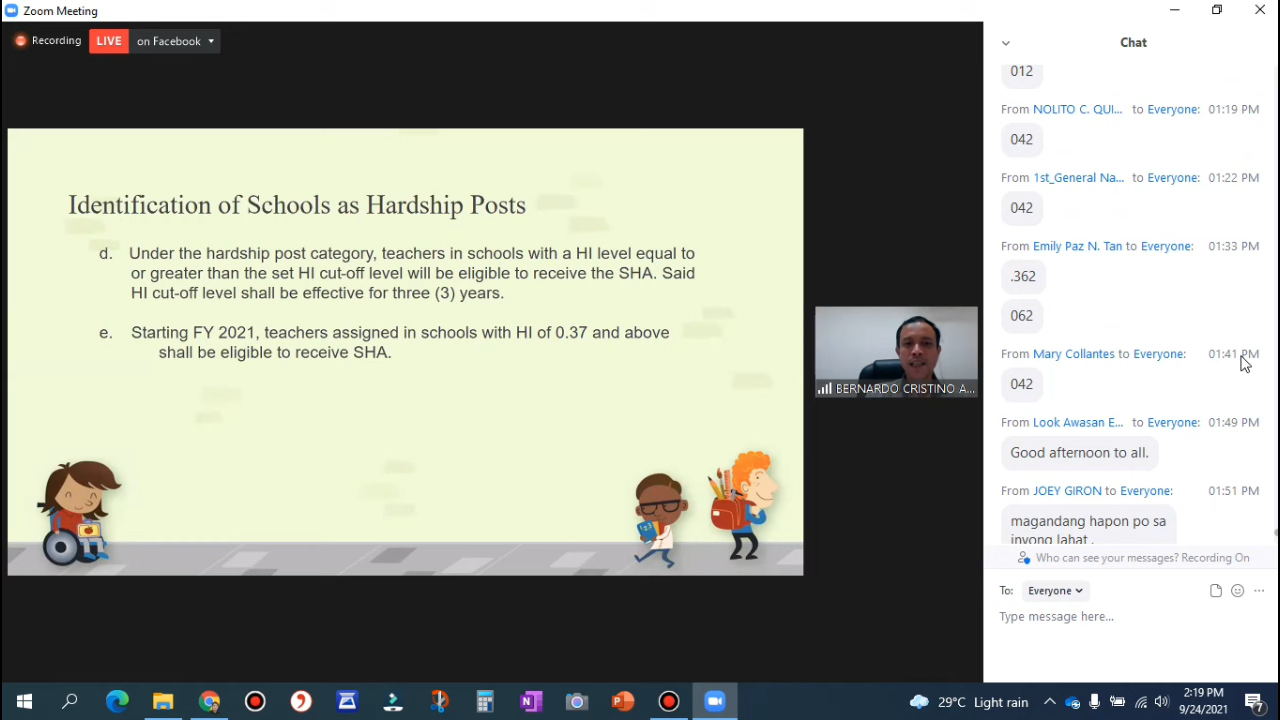 Zoom Meeting
Recording
LIVE
on Facebook
Identification of Schools as Hardship Posts
d. Under the hardship post category, teachers in schools with a HI level equal to
or greater than the set HI cut-off level will be eligible to receive the SHA. Said
HI cut-off level shall be effective for three (3) years.
e. Starting FY 2021, teachers assigned in schools with HI of 0.37 and above
shall be eligible to receive SHA.
BERNARDO CRISTINO A...
Chat
012
From NOLITO C. QUI... to Everyone: 01:19 PM
042
From 1st_General Na... to Everyone: 01:22 PM
042
From Emily Paz N. Tan to Everyone: 01:33 PM
.362
062
From Mary Collantes to Everyone: 01:41 PM
042
From Look Awasan E... to Everyone: 01:49 PM
Good afternoon to all.
From JOEY GIRON to Everyone: 01:51 PM
magandang hapon po sa
inyong lahat .
Who can see your messages? Recording On
To: Everyone
Type message here...
29°C Light rain
2:19 PM
9/24/2021
7